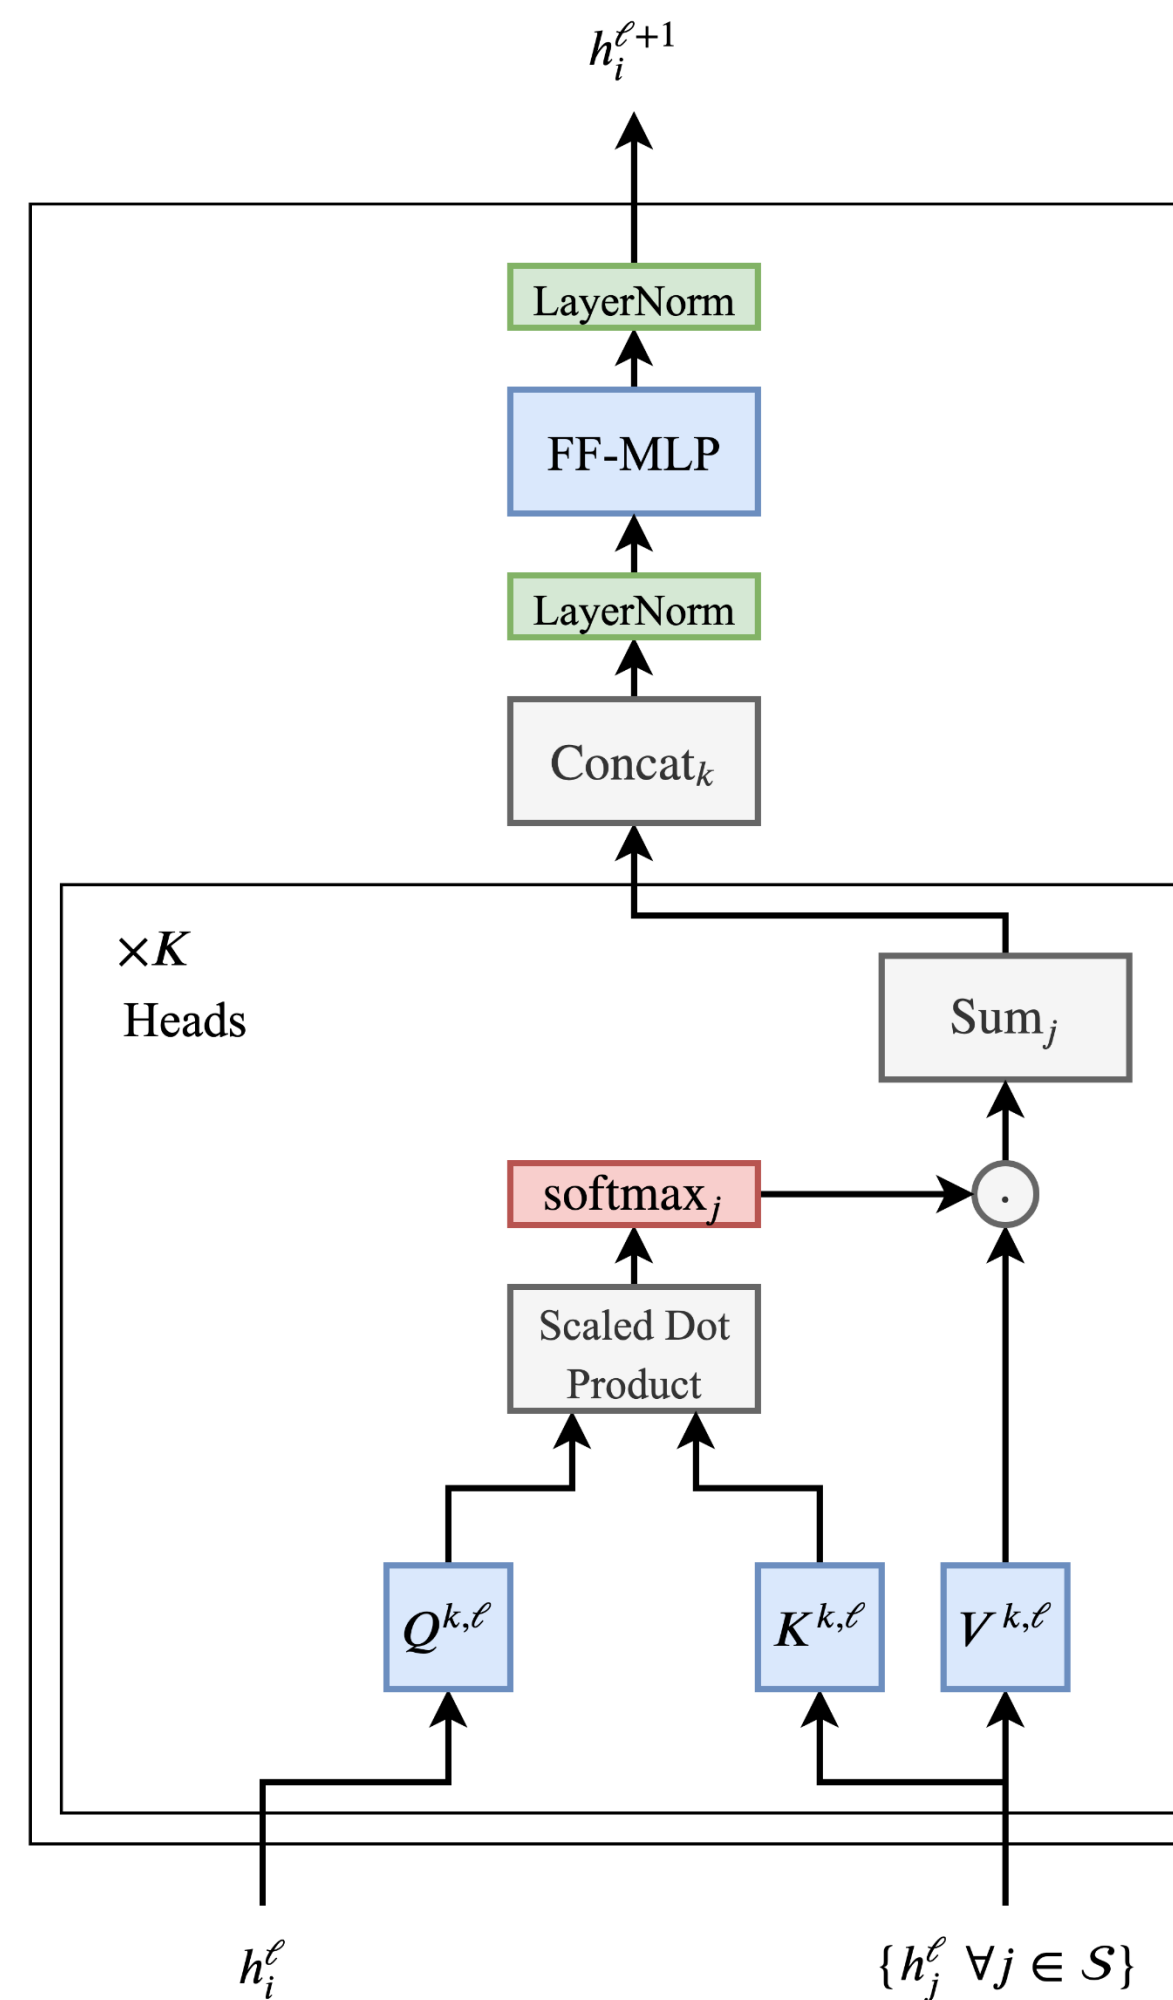 h_i^{ℓ+1}
LayerNorm
FF-MLP
LayerNorm
Concat_k
×K
Heads
Sum_j
softmax_j
.
Scaled Dot
Product
Q^{k,ℓ}
K^{k,ℓ}
V^{k,ℓ}
h_i^ℓ
{h_j^ℓ ∀j ∈ 𝒮}